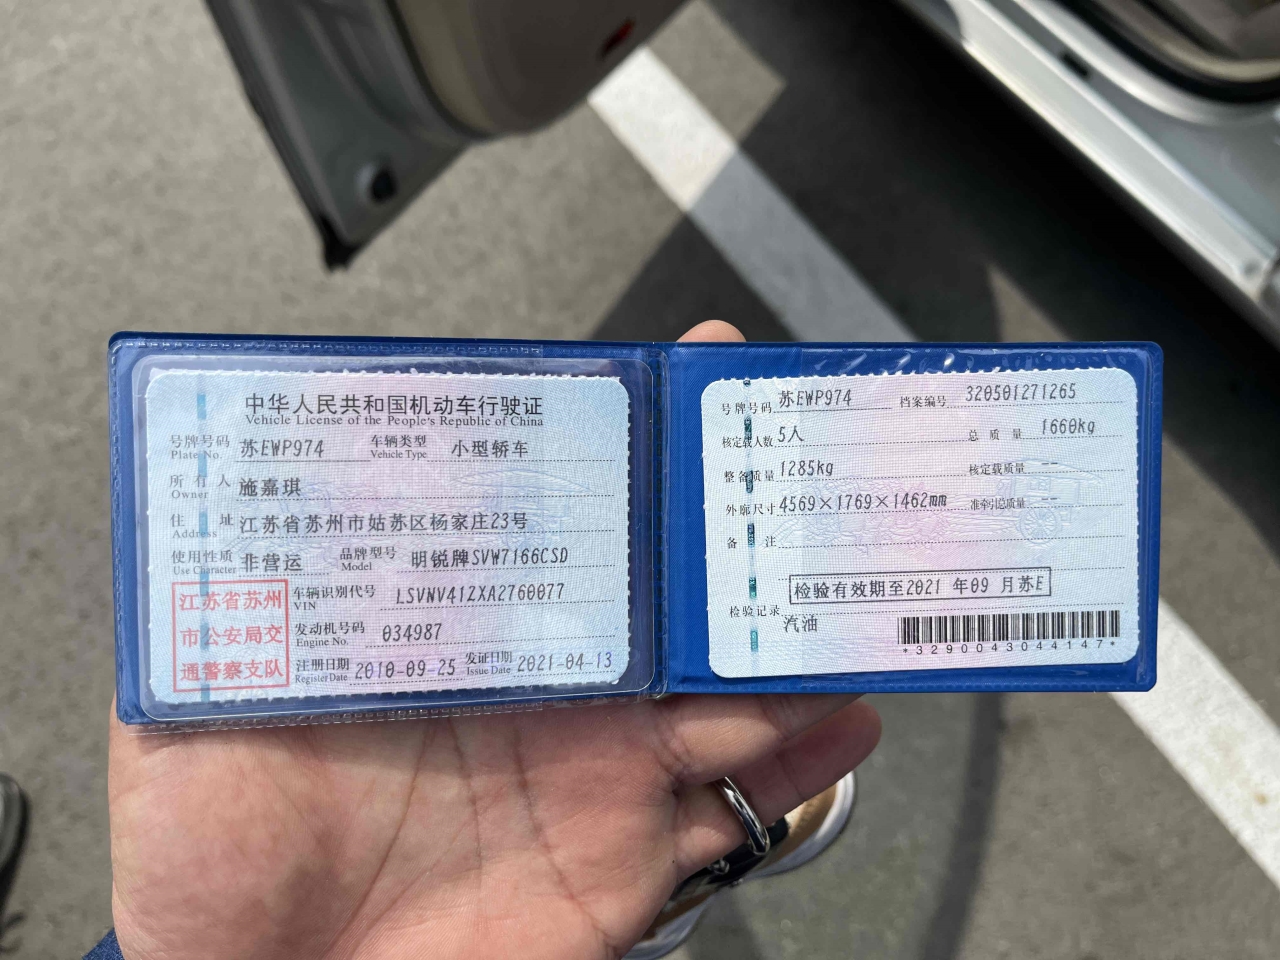 中华人民共和国机动车行驶证
Vehicle License of the People's Republic of China
号牌号码 苏EWP974 车辆类型 小型轿车
Plate No. Vehicle Type
所有人 施嘉琪
Owner
住址 江苏省苏州市姑苏区杨家庄23号
Address
使用性质 非营运 品牌型号 明锐牌SVW7166CSD
Use Character Model
江苏省苏州
市公安局交
通警察支队
车辆识别代号 LSVNV41ZXA2760077
VIN
发动机号码 034987
Engine No.
注册日期 2010-09-25 发证日期 2021-04-13
Register Date Issue Date
号牌号码 苏EWP974 档案编号 320501271265
核定载人数 5人 总质量 1660kg
整备质量 1285kg 核定载质量 --
外廓尺寸 4569×1769×1462mm 准牵引总质量 --
备注
检验有效期至2021 年09 月苏E
检验记录
汽油
*3290043044147*